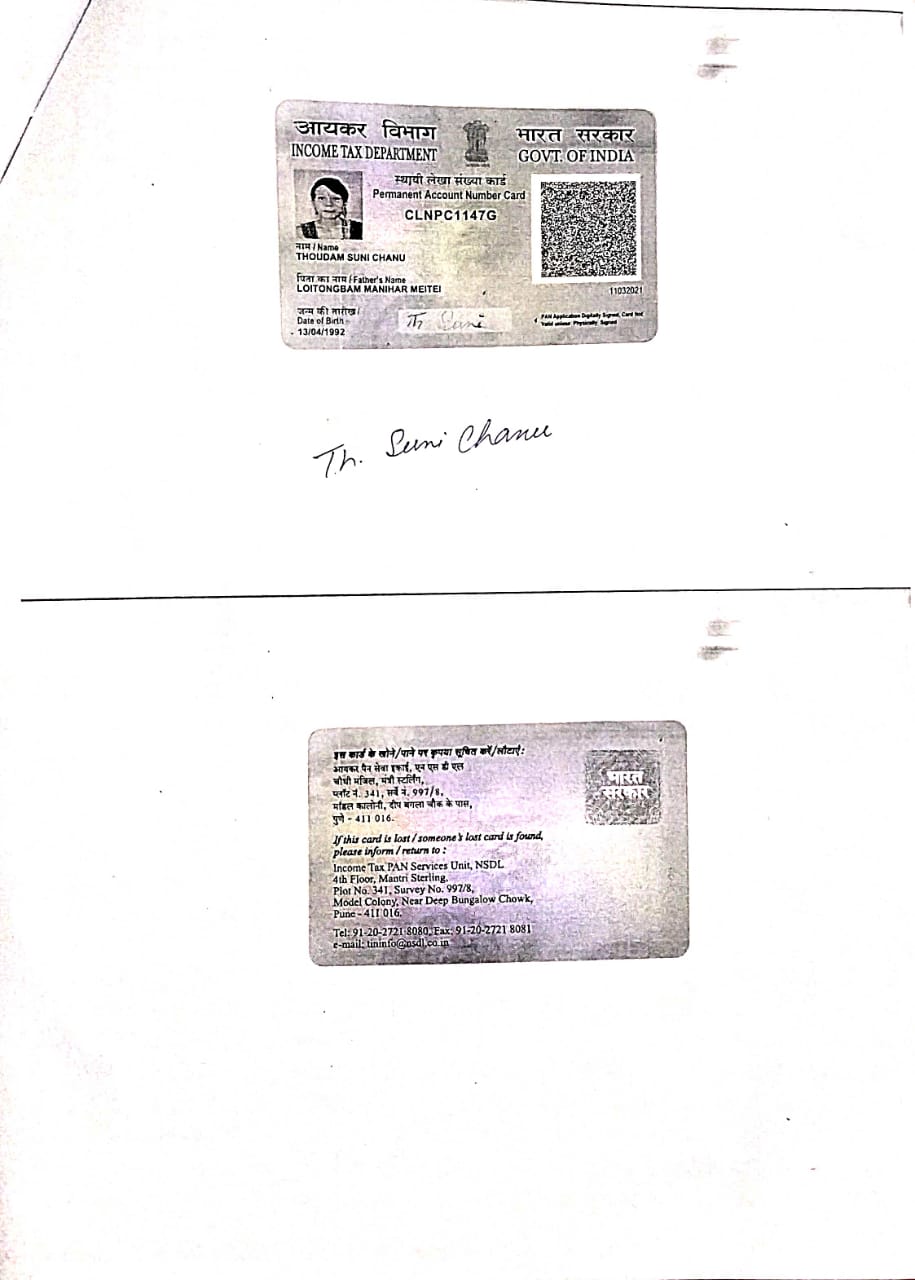 आयकर विभाग
INCOME TAX DEPARTMENT
भारत सरकार
GOVT. OF INDIA
स्थायी लेखा संख्या कार्ड
Permanent Account Number Card
CLNPC1147G
नाम / Name
THOUDAM SUNI CHANU
पिता का नाम / Father's Name
LOITONGBAM MANIHAR MEITEI
जन्म की तारीख /
Date of Birth
13/04/1992
Th Suni
11032021
PAN Application Digitally Signed, Card Not
Valid unless Physically Signed
Th. Suni Chanu
इस कार्ड के खोने/पाने पर कृपया सूचित करें/लौटाएं:
आयकर पैन सेवा इकाई, एन एस डी एल
चौथी मंजिल, मंत्री स्टर्लिंग,
प्लॉट नं. 341, सर्वे नं. 997/8,
मॉडल कालोनी, दीप बंगला चौक के पास,
पुणे - 411 016.
If this card is lost / someone's lost card is found,
please inform / return to :
Income Tax PAN Services Unit, NSDL
4th Floor, Mantri Sterling,
Plot No. 341, Survey No. 997/8,
Model Colony, Near Deep Bungalow Chowk,
Pune - 411 016.
Tel: 91-20-2721 8080, Fax: 91-20-2721 8081
e-mail: tininfo@nsdl.co.in
भारत
सरकार